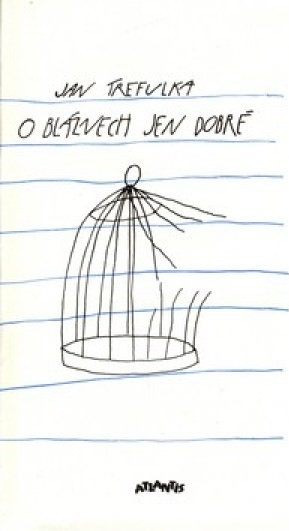 JAN TREFULKA
O BLÁZNECH JEN DOBRÉ
ATLANTIS